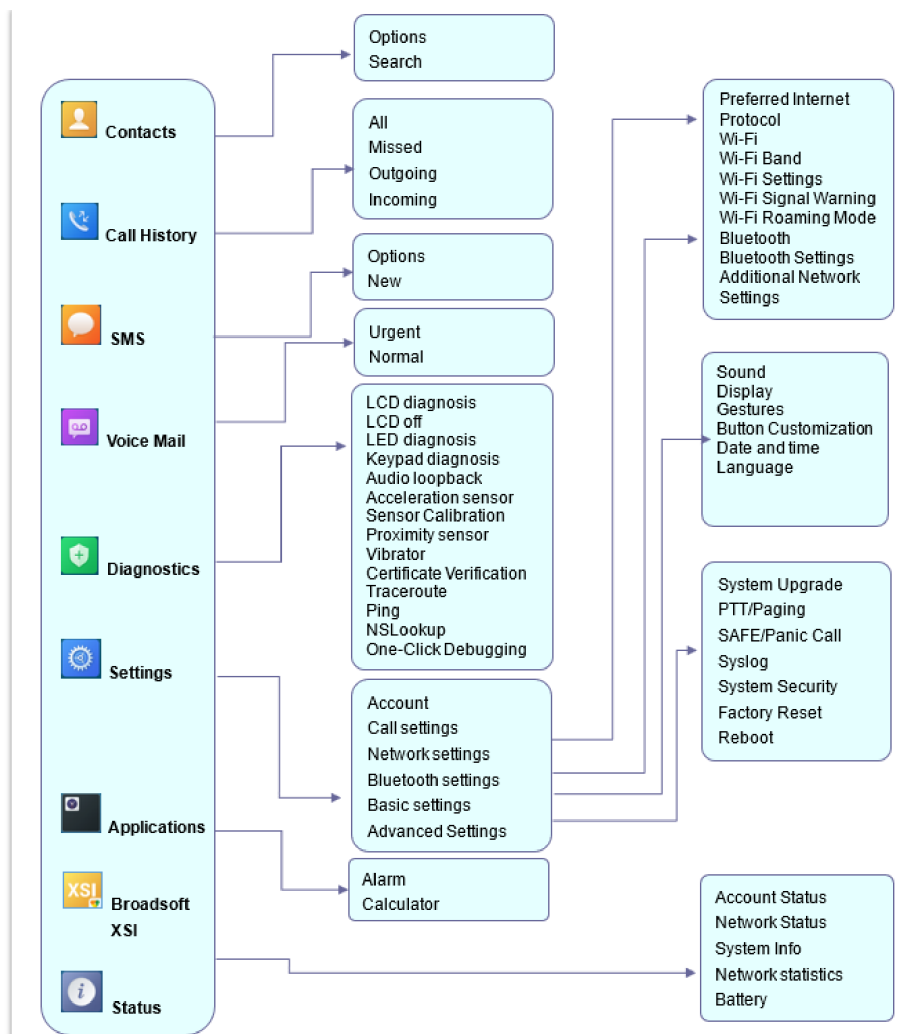 Contacts
Call History
SMS
Voice Mail
Diagnostics
Settings
Applications
XSI
Broadsoft
XSI
Status
Options
Search
All
Missed
Outgoing
Incoming
Options
New
Urgent
Normal
LCD diagnosis
LCD off
LED diagnosis
Keypad diagnosis
Audio loopback
Acceleration sensor
Sensor Calibration
Proximity sensor
Vibrator
Certificate Verification
Traceroute
Ping
NSLookup
One-Click Debugging
Account
Call settings
Network settings
Bluetooth settings
Basic settings
Advanced Settings
Alarm
Calculator
Preferred Internet
Protocol
Wi-Fi
Wi-Fi Band
Wi-Fi Settings
Wi-Fi Signal Warning
Wi-Fi Roaming Mode
Bluetooth
Bluetooth Settings
Additional Network
Settings
Sound
Display
Gestures
Button Customization
Date and time
Language
System Upgrade
PTT/Paging
SAFE/Panic Call
Syslog
System Security
Factory Reset
Reboot
Account Status
Network Status
System Info
Network statistics
Battery